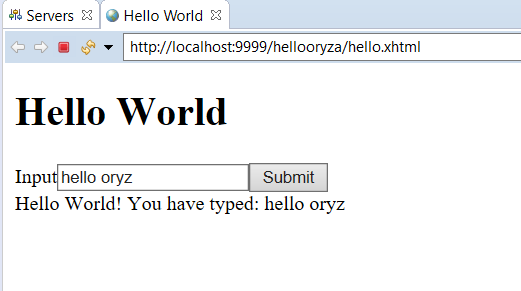 Servers Hello World
http://localhost:9999/hellooryza/hello.xhtml
Hello World
Input hello oryz Submit
Hello World! You have typed: hello oryz